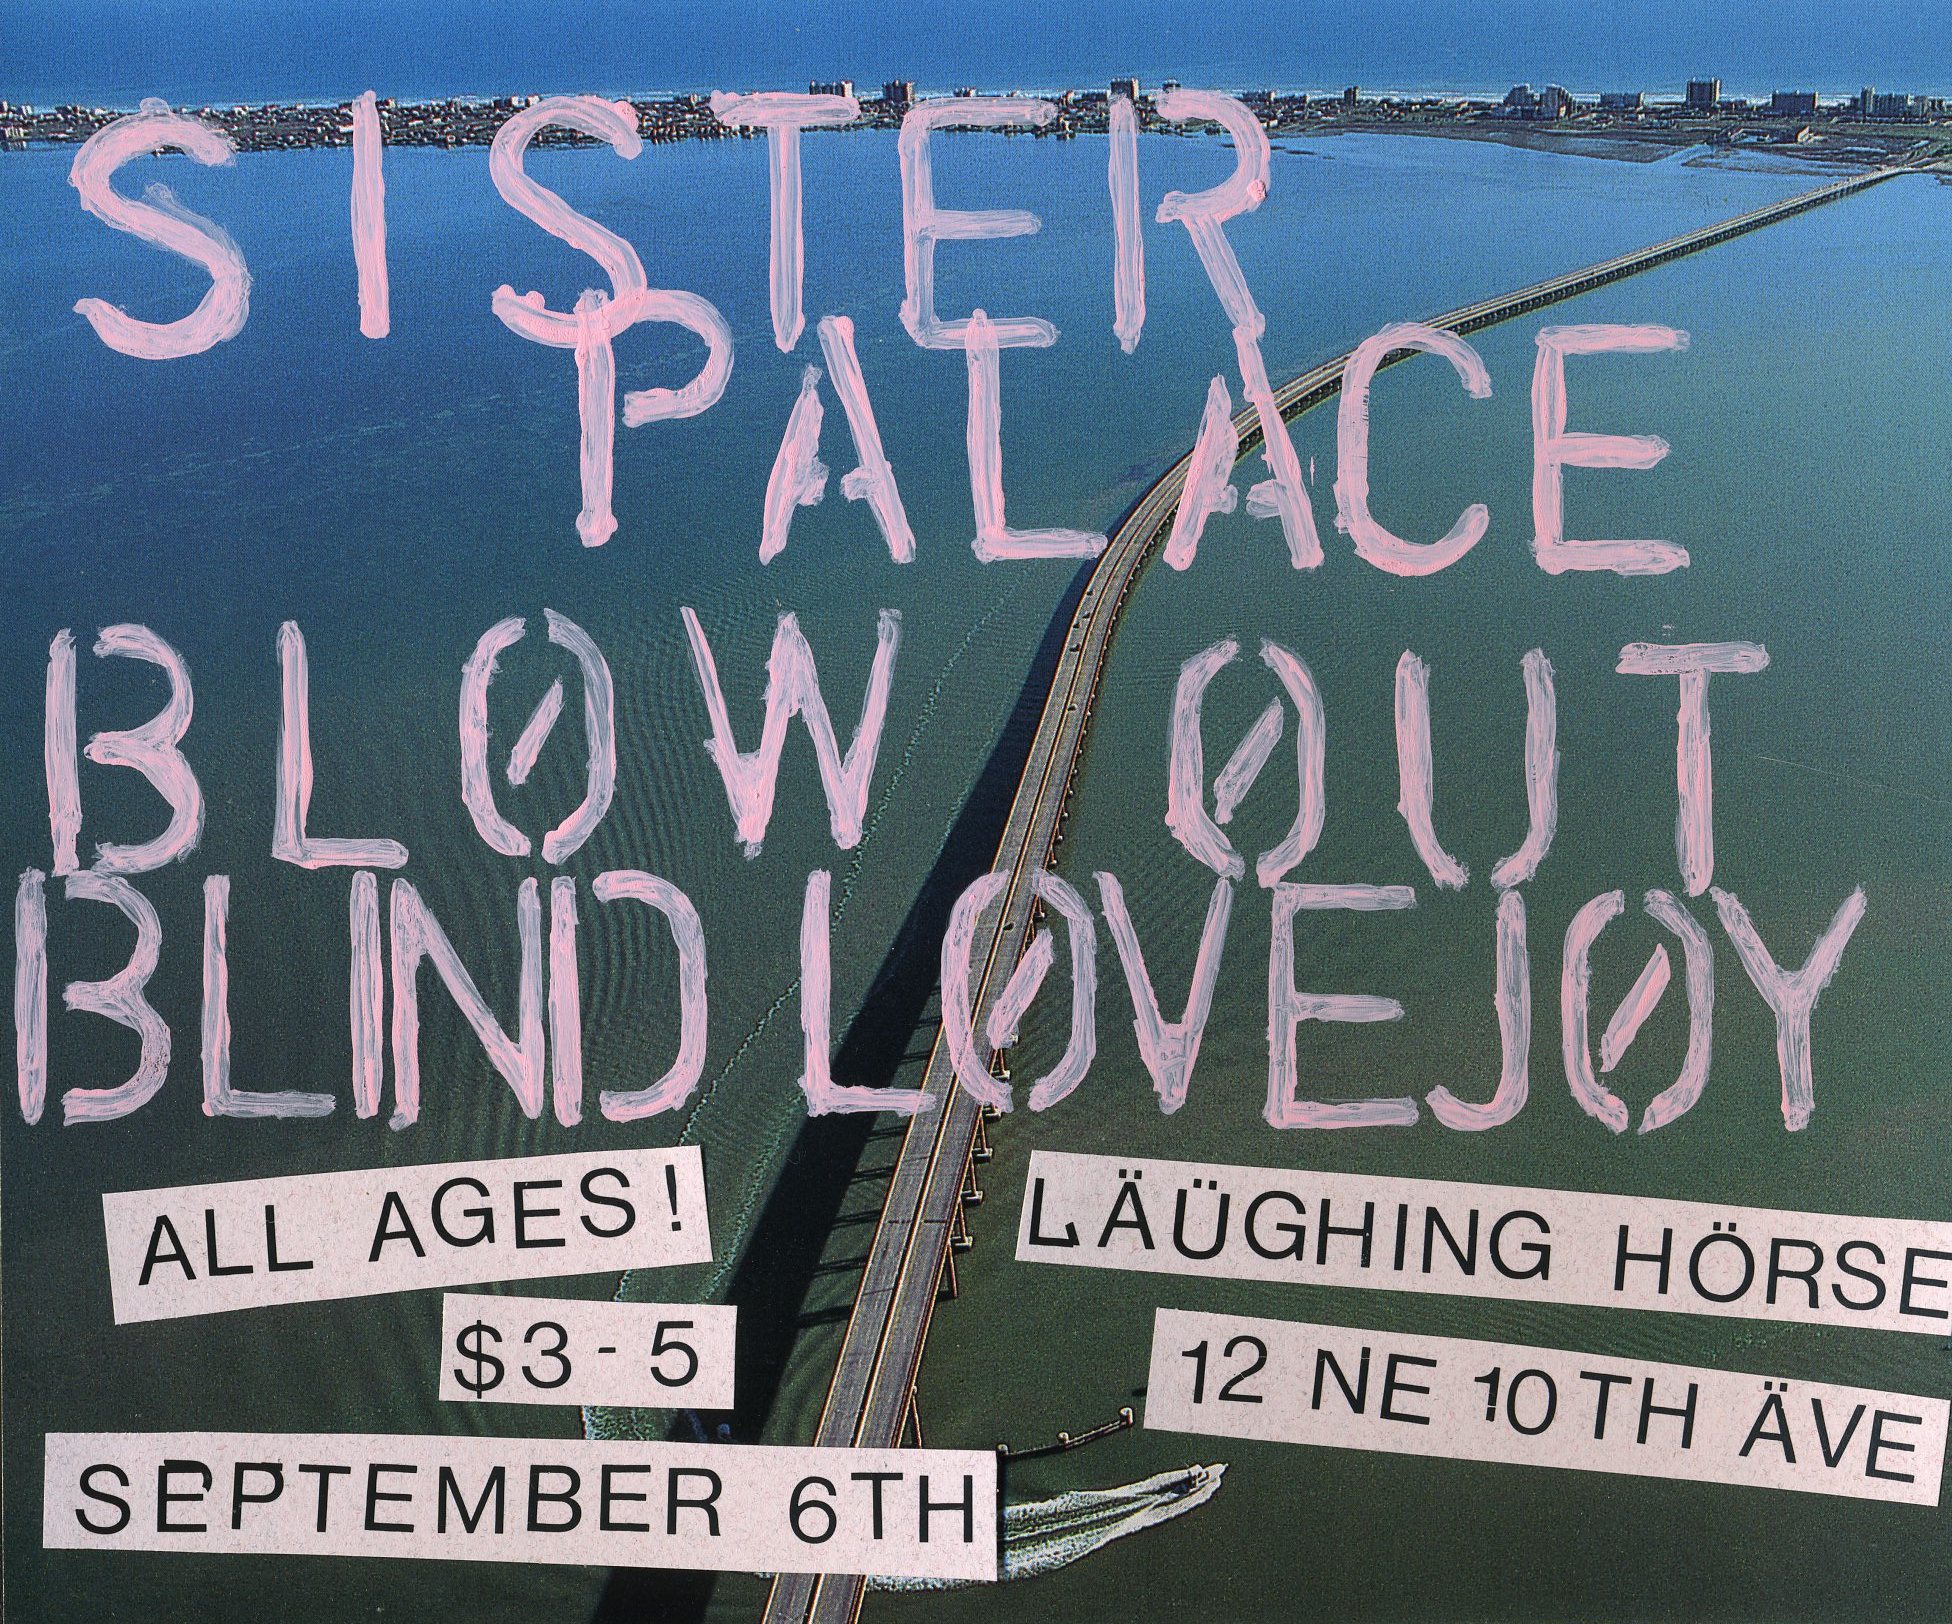 SISTER
PALACE
BLØW ØUT
BLIND LØVEJØY
ALL AGES!
$3-5
SEPTEMBER 6TH
LÄÜGHING HÖRSE
12 NE 10TH ÄVE